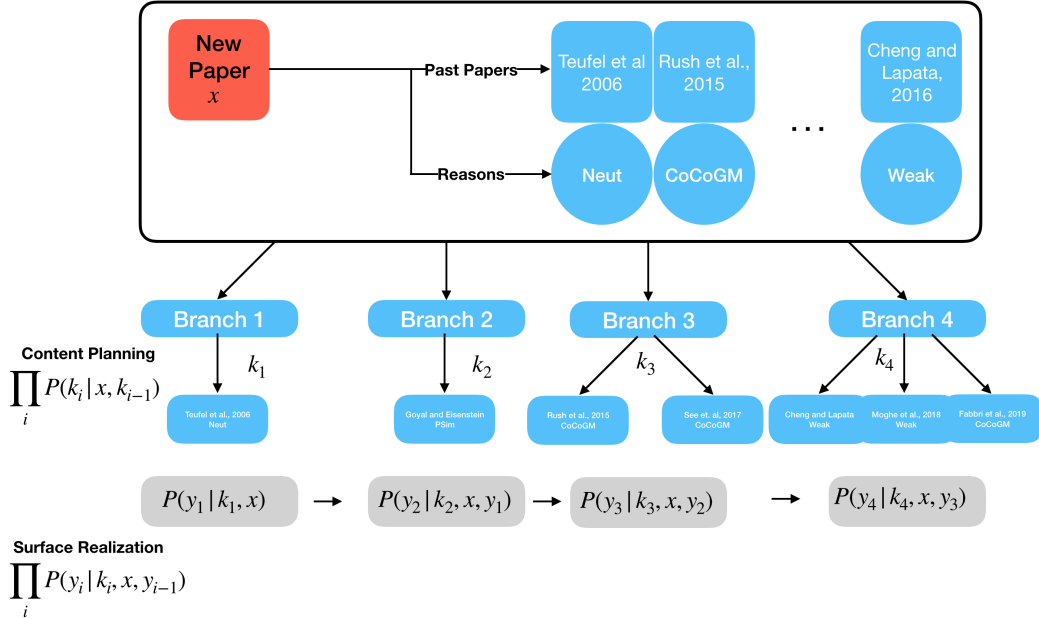 New
Paper
x
Past Papers
Teufel et al
2006
Rush et al.,
2015
Cheng and
Lapata,
2016
...
Reasons
Neut
CoCoGM
Weak
Branch 1
Branch 2
Branch 3
Branch 4
Content Planning
∏ P(k_i | x, k_{i−1})
i
k_1
k_2
k_3
k_4
Teufel et al., 2006
Neut
Goyal and Eisenstein
PSim
Rush et al., 2015
CoCoGM
See et. al, 2017
CoCoGM
Cheng and Lapata
Weak
Moghe et al., 2018
Weak
Fabbri et al., 2019
CoCoGM
P(y_1 | k_1, x)
P(y_2 | k_2, x, y_1)
P(y_3 | k_3, x, y_2)
P(y_4 | k_4, x, y_3)
Surface Realization
∏ P(y_i | k_i, x, y_{i−1})
i